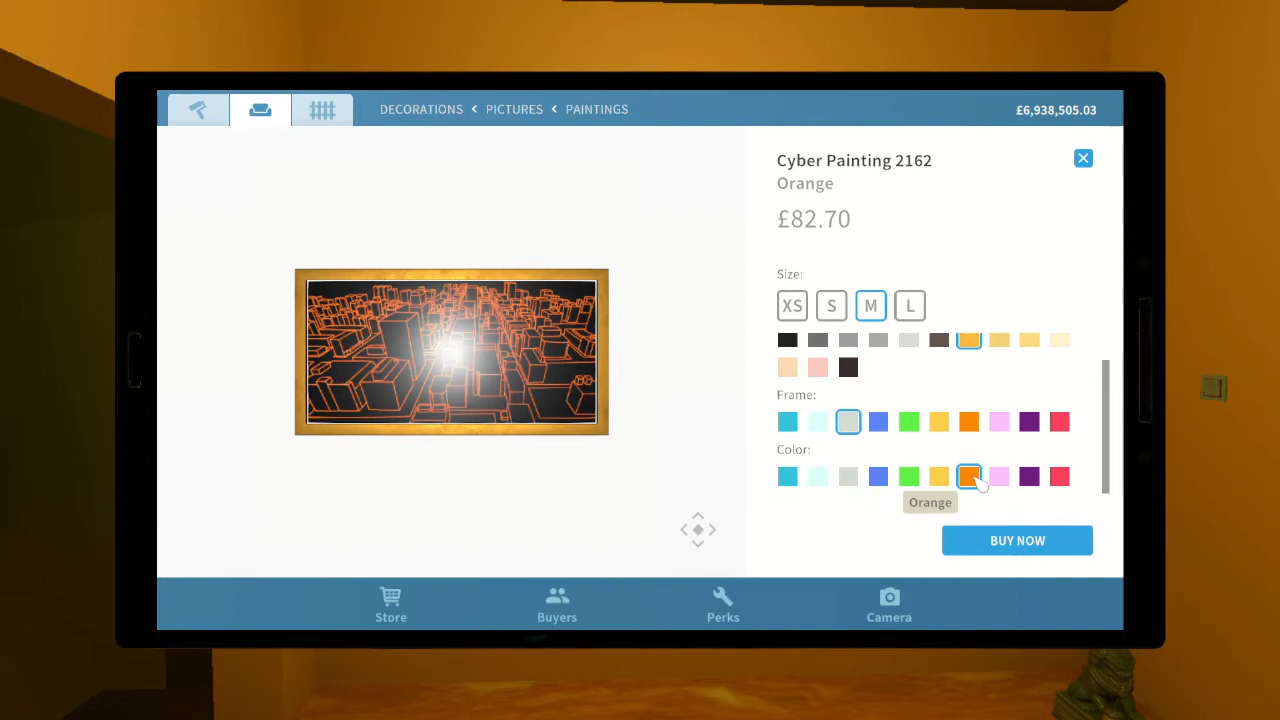 DECORATIONS < PICTURES < PAINTINGS
£6,938,505.03
Cyber Painting 2162
Orange
£82.70
Size:
XS S M L
Frame:
Color:
Orange
BUY NOW
Store Buyers Perks Camera